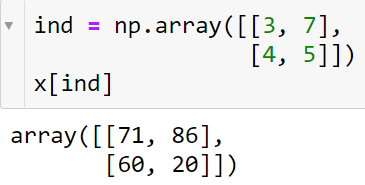 ind = np.array([[3, 7],
[4, 5]])
x[ind]
array([[71, 86],
[60, 20]])